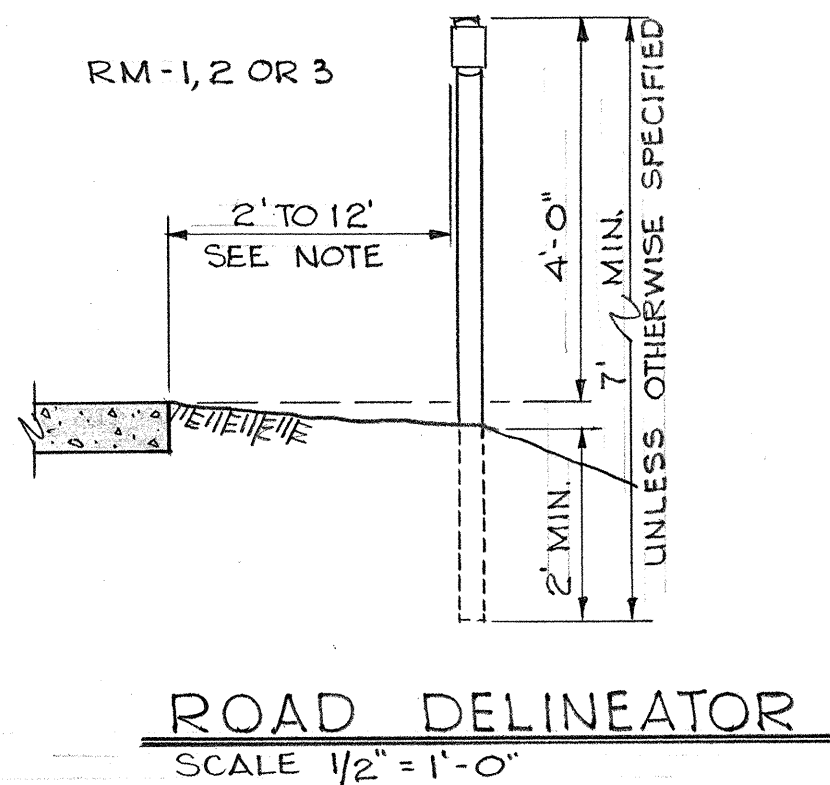 RM-1, 2 OR 3
2' TO 12'
SEE NOTE
4'-0"
7' MIN.
UNLESS OTHERWISE SPECIFIED
2' MIN.
ROAD DELINEATOR
SCALE 1/2" = 1'-0"